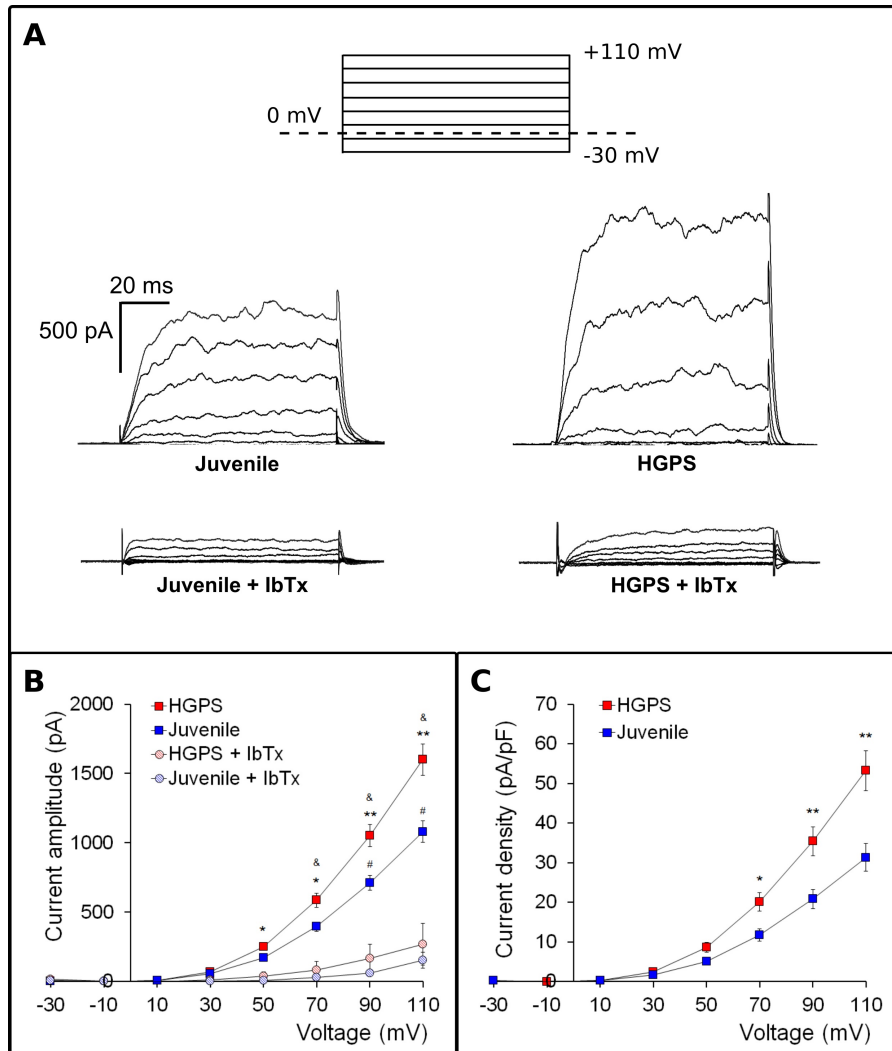 A
+110 mV
0 mV
-30 mV
20 ms
500 pA
Juvenile
HGPS
Juvenile + IbTx
HGPS + IbTx
B
Current amplitude (pA)
2000
1500
1000
500
0
HGPS
Juvenile
HGPS + IbTx
Juvenile + IbTx
*
&
*
&
**
#
&
**
#
-30 -10 10 30 50 70 90 110
Voltage (mV)
C
Current density (pA/pF)
70
60
50
40
30
20
10
0
HGPS
Juvenile
*
**
**
-30 -10 10 30 50 70 90 110
Voltage (mV)